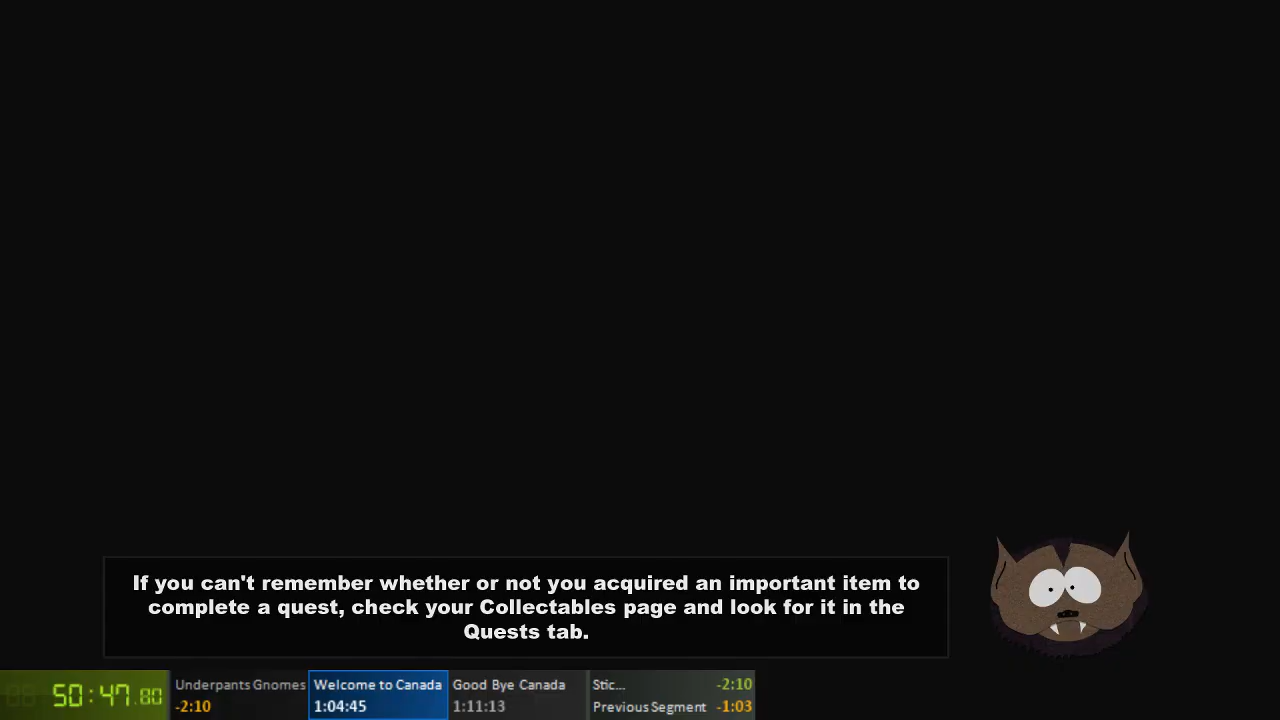 If you can't remember whether or not you acquired an important item to
complete a quest, check your Collectables page and look for it in the
Quests tab.
50:47.80
Underpants Gnomes
-2:10
Welcome to Canada
1:04:45
Good Bye Canada
1:11:13
Stic... -2:10
Previous Segment -1:03